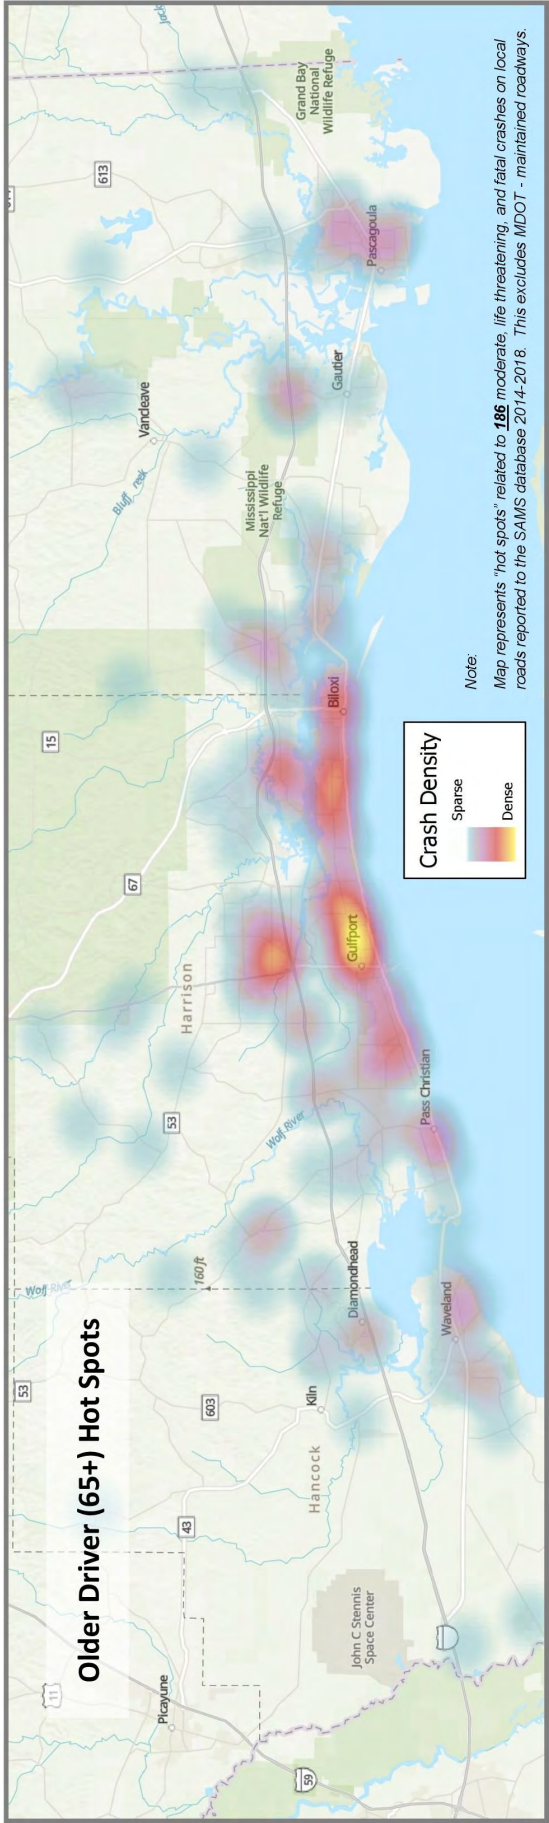 Older Driver (65+) Hot Spots
11
53
Picayune
59
43
603
Kiln
Hancock
John C Stennis
Space Center
Wolf River
160 ft
Diamondhead
Waveland
53
Wolf River
Pass Christian
Harrison
Gulfport
67
15
Biloxi
Bluff Creek
Vancleave
Mississippi
Nat'l Wildlife
Refuge
Gautier
Pascagoula
613
Grand Bay
National
Wildlife Refuge
Jack
Crash Density
Sparse
Dense
Note:
Map represents "hot spots" related to 186 moderate, life threatening, and fatal crashes on local
roads reported to the SAMS database 2014-2018. This excludes MDOT - maintained roadways.